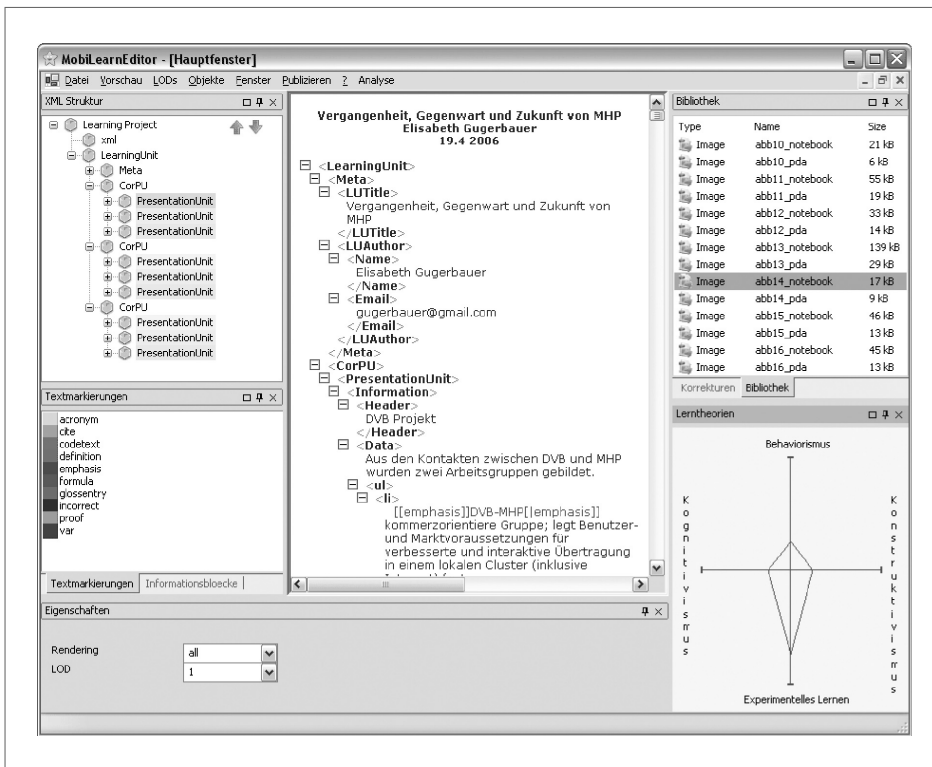 MobiLearnEditor - [Hauptfenster]
Datei Vorschau LODs Objekte Fenster Publizieren ? Analyse
XML Struktur
Learning Project
xml
LearningUnit
Meta
CorPU
PresentationUnit
PresentationUnit
PresentationUnit
CorPU
PresentationUnit
PresentationUnit
PresentationUnit
CorPU
PresentationUnit
PresentationUnit
PresentationUnit
Textmarkierungen
acronym
cite
codetext
definition
emphasis
formula
glossentry
incorrect
proof
var
Textmarkierungen Informationsbloecke
Vergangenheit, Gegenwart und Zukunft von MHP
Elisabeth Gugerbauer
19.4 2006
<LearningUnit>
<Meta>
<LUTitle>
Vergangenheit, Gegenwart und Zukunft von
MHP
</LUTitle>
<LUAuthor>
<Name>
Elisabeth Gugerbauer
</Name>
<Email>
gugerbauer@gmail.com
</Email>
</LUAuthor>
</Meta>
<CorPU>
<PresentationUnit>
<Information>
<Header>
DVB Projekt
</Header>
<Data>
Aus den Kontakten zwischen DVB und MHP
wurden zwei Arbeitsgruppen gebildet.
<ul>
<li>
[[emphasis]]DVB-MHP[|emphasis]]
kommerzorientiere Gruppe; legt Benutzer-
und Marktvoraussetzungen für
verbesserte und interaktive Übertragung
in einem lokalen Cluster (inklusive
Bibliothek
Type Name Size
Image abb10_notebook 21 kB
Image abb10_pda 6 kB
Image abb11_notebook 55 kB
Image abb11_pda 19 kB
Image abb12_notebook 33 kB
Image abb12_pda 14 kB
Image abb13_notebook 139 kB
Image abb13_pda 29 kB
Image abb14_notebook 17 kB
Image abb14_pda 9 kB
Image abb15_notebook 46 kB
Image abb15_pda 13 kB
Image abb16_notebook 45 kB
Image abb16_pda 13 kB
Korrekturen Bibliothek
Lerntheorien
Behaviorismus
Kognitivismus
Konstruktivismus
Experimentelles Lernen
Eigenschaften
Rendering all
LOD 1